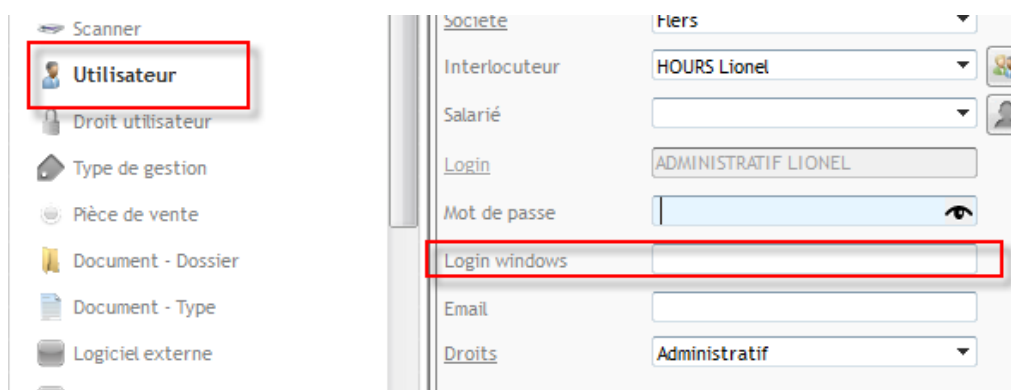 Scanner
Utilisateur
Droit utilisateur
Type de gestion
Pièce de vente
Document - Dossier
Document - Type
Logiciel externe
Société Flers
Interlocuteur HOURS Lionel
Salarié
Login ADMINISTRATIF LIONEL
Mot de passe
Login windows
Email
Droits Administratif